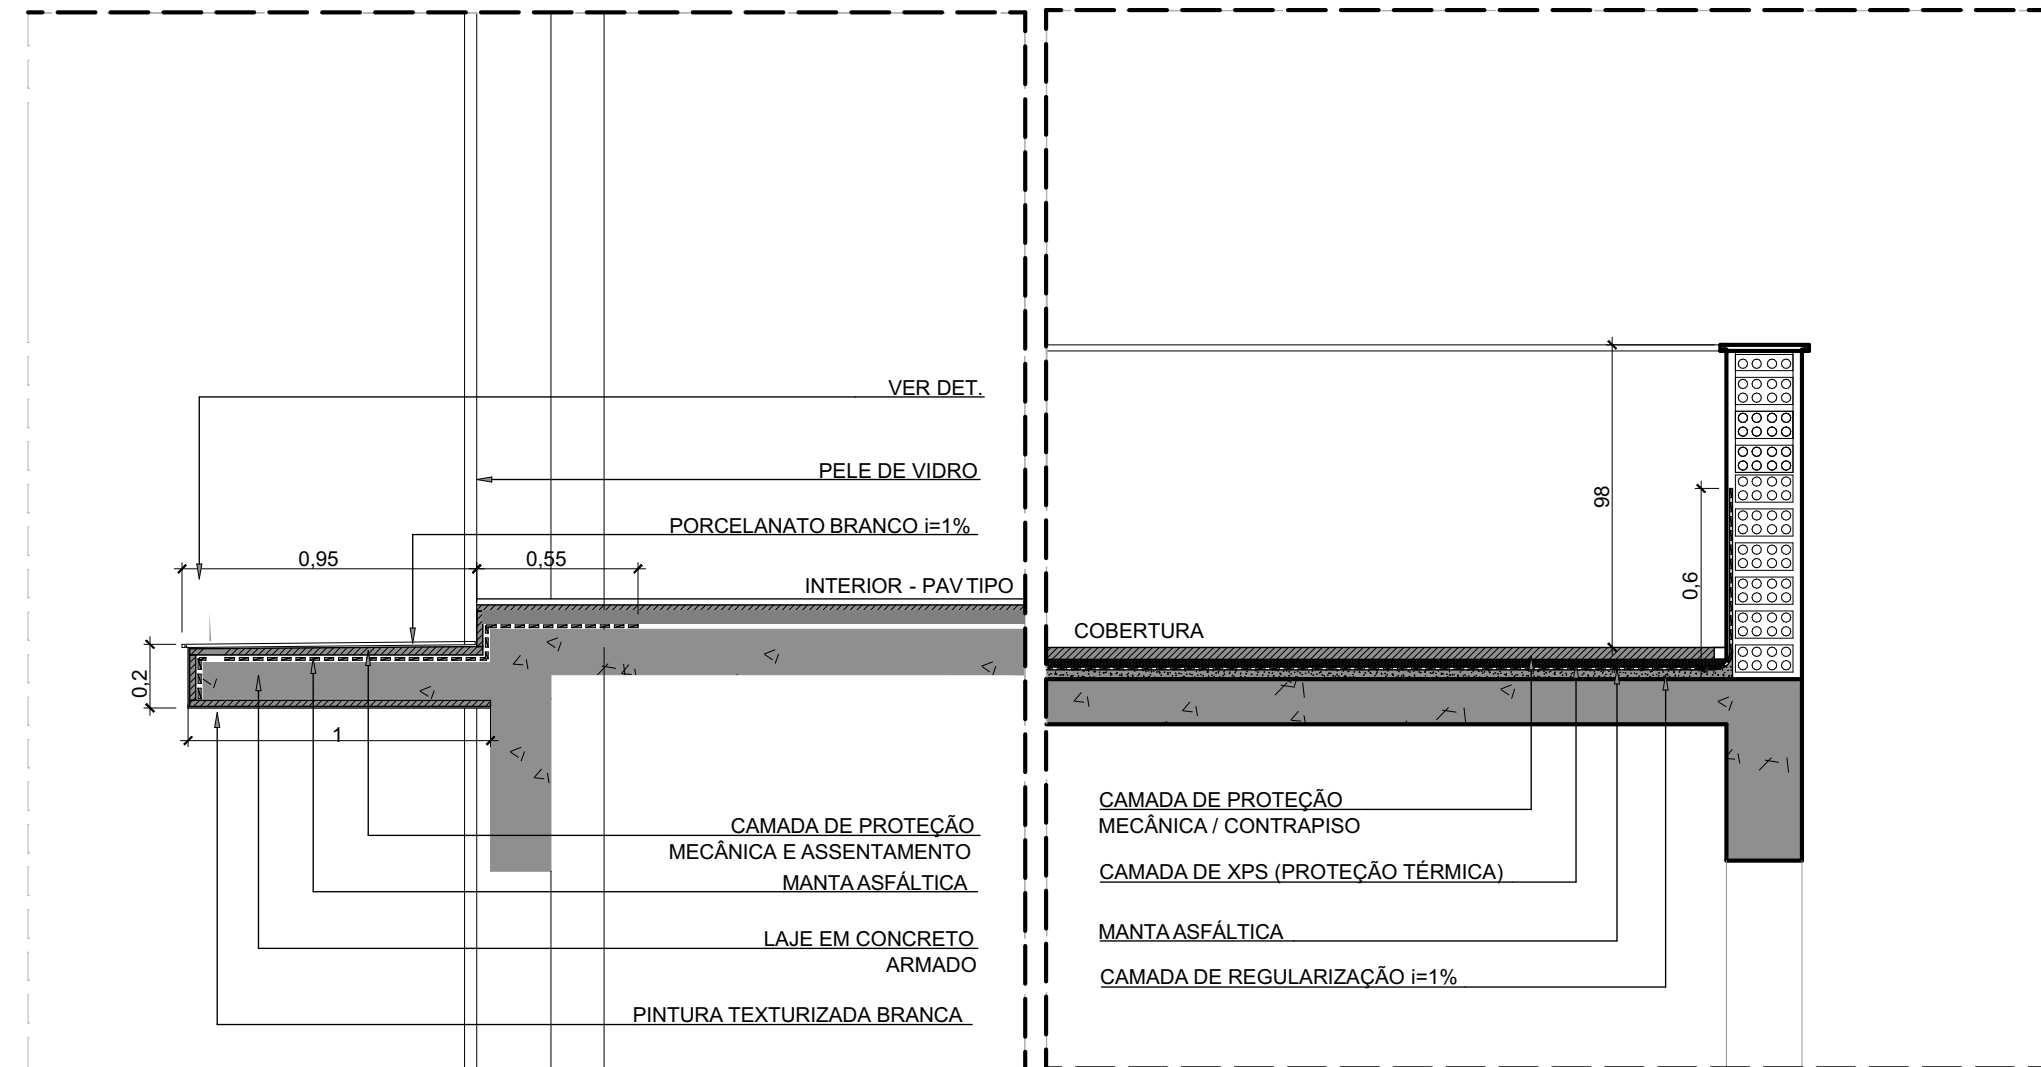 VER DET.
PELE DE VIDRO
PORCELANATO BRANCO i=1%
0,95
0,55
INTERIOR - PAV TIPO
0,2
1
CAMADA DE PROTEÇÃO
MECÂNICA E ASSENTAMENTO
MANTA ASFÁLTICA
LAJE EM CONCRETO
ARMADO
PINTURA TEXTURIZADA BRANCA
98
0,6
COBERTURA
CAMADA DE PROTEÇÃO
MECÂNICA / CONTRAPISO
CAMADA DE XPS (PROTEÇÃO TÉRMICA)
MANTA ASFÁLTICA
CAMADA DE REGULARIZAÇÃO i=1%